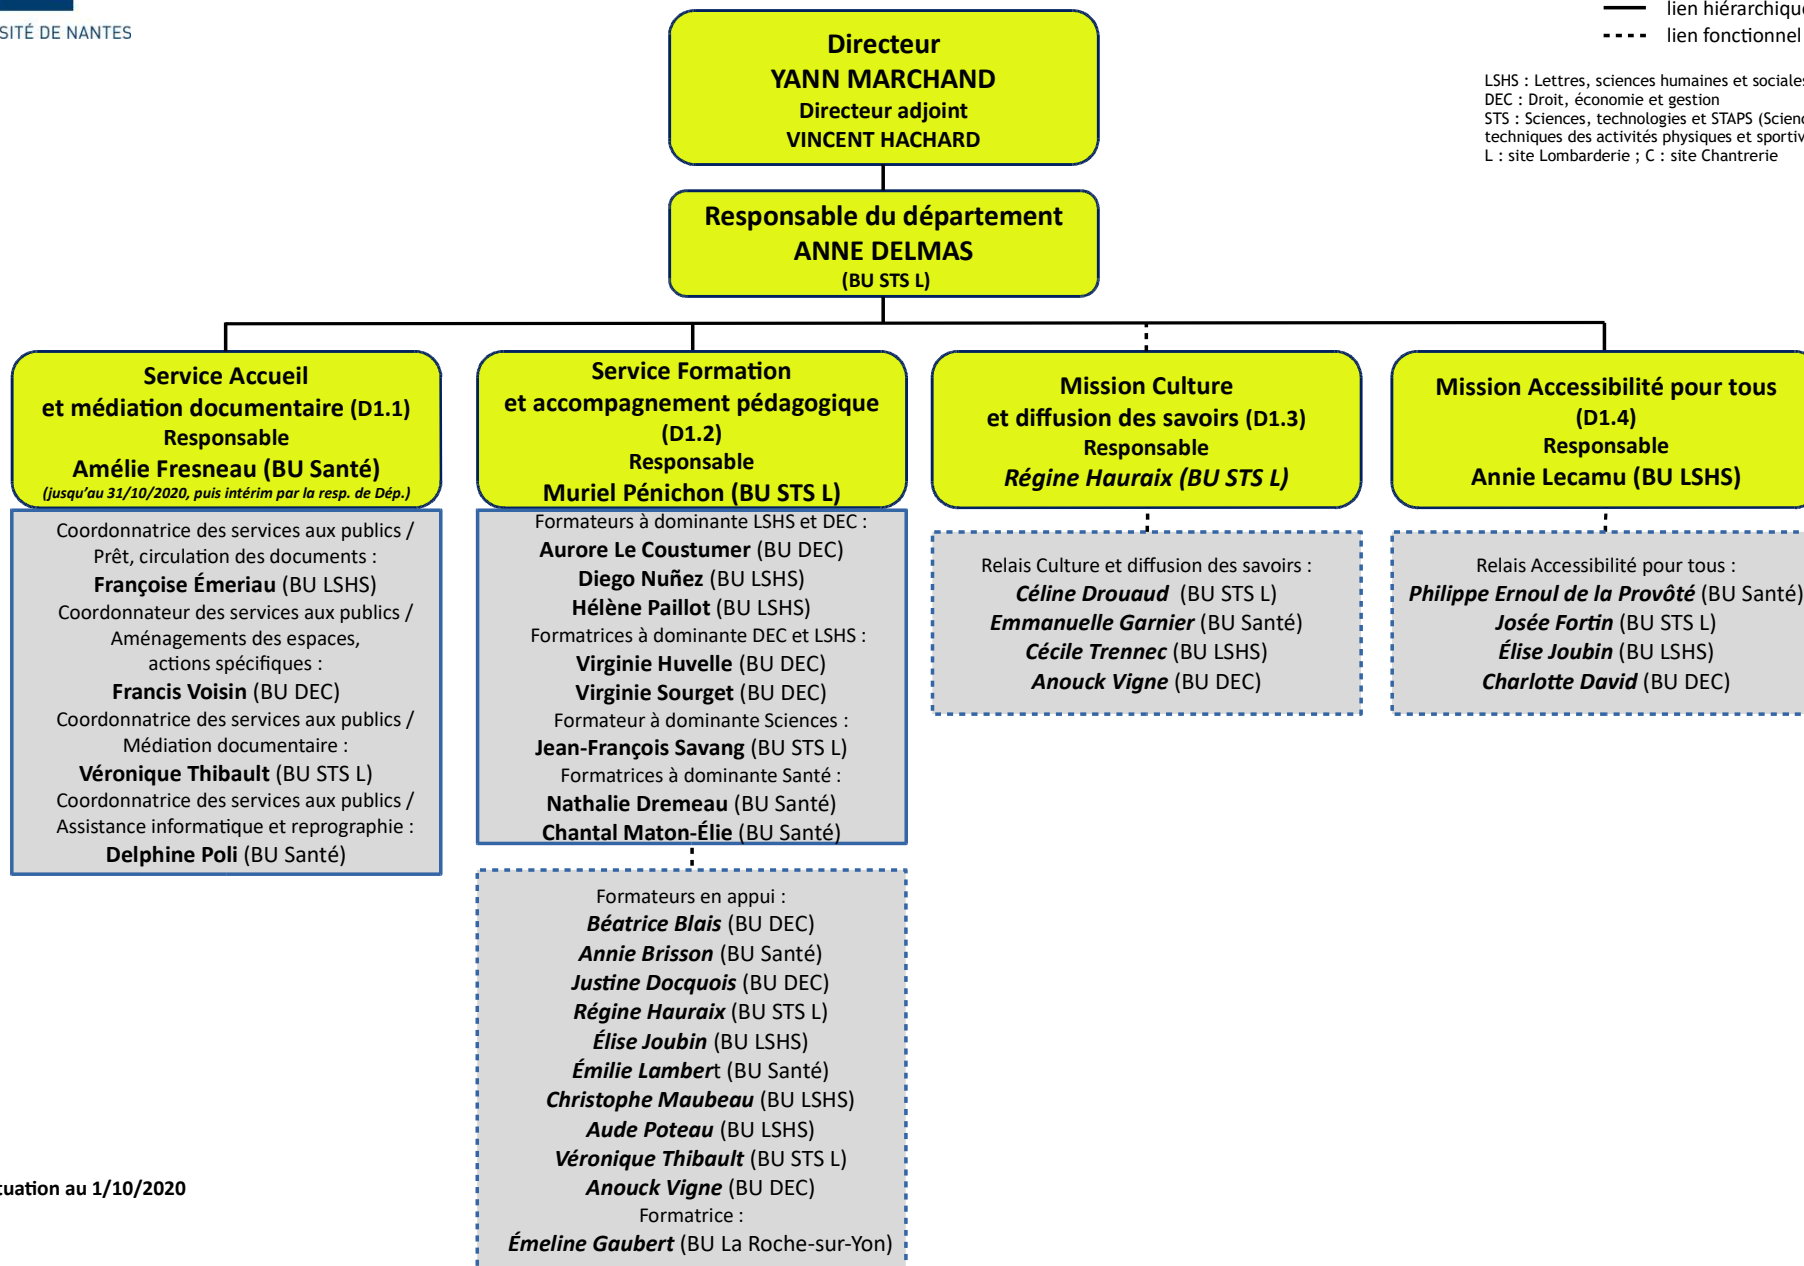 SITÉ DE NANTES
Directeur
YANN MARCHAND
Directeur adjoint
VINCENT HACHARD
lien hiérarchique
lien fonctionnel
LSHS : Lettres, sciences humaines et sociales
DEC : Droit, économie et gestion
STS : Sciences, technologies et STAPS (Scienc
techniques des activités physiques et sportiv
L : site Lombarderie ; C : site Chantrerie
Responsable du département
ANNE DELMAS
(BU STS L)
Service Accueil
et médiation documentaire (D1.1)
Responsable
Amélie Fresneau (BU Santé)
(jusqu'au 31/10/2020, puis intérim par la resp. de Dép.)
Coordonnatrice des services aux publics /
Prêt, circulation des documents :
Françoise Émeriau (BU LSHS)
Coordonnateur des services aux publics /
Aménagements des espaces,
actions spécifiques :
Francis Voisin (BU DEC)
Coordonnatrice des services aux publics /
Médiation documentaire :
Véronique Thibault (BU STS L)
Coordonnatrice des services aux publics /
Assistance informatique et reprographie :
Delphine Poli (BU Santé)
Service Formation
et accompagnement pédagogique
(D1.2)
Responsable
Muriel Pénichon (BU STS L)
Formateurs à dominante LSHS et DEC :
Aurore Le Coustumer (BU DEC)
Diego Nuñez (BU LSHS)
Hélène Paillot (BU LSHS)
Formatrices à dominante DEC et LSHS :
Virginie Huvelle (BU DEC)
Virginie Sourget (BU DEC)
Formateur à dominante Sciences :
Jean-François Savang (BU STS L)
Formatrices à dominante Santé :
Nathalie Dremeau (BU Santé)
Chantal Maton-Élie (BU Santé)
Formateurs en appui :
Béatrice Blais (BU DEC)
Annie Brisson (BU Santé)
Justine Docquois (BU DEC)
Régine Hauraix (BU STS L)
Élise Joubin (BU LSHS)
Émilie Lambert (BU Santé)
Christophe Maubeau (BU LSHS)
Aude Poteau (BU LSHS)
Véronique Thibault (BU STS L)
Anouck Vigne (BU DEC)
Formatrice :
Émeline Gaubert (BU La Roche-sur-Yon)
Mission Culture
et diffusion des savoirs (D1.3)
Responsable
Régine Hauraix (BU STS L)
Relais Culture et diffusion des savoirs :
Céline Drouaud (BU STS L)
Emmanuelle Garnier (BU Santé)
Cécile Trennec (BU LSHS)
Anouck Vigne (BU DEC)
Mission Accessibilité pour tous
(D1.4)
Responsable
Annie Lecamu (BU LSHS)
Relais Accessibilité pour tous :
Philippe Ernoul de la Provôté (BU Santé)
Josée Fortin (BU STS L)
Élise Joubin (BU LSHS)
Charlotte David (BU DEC)
tuation au 1/10/2020